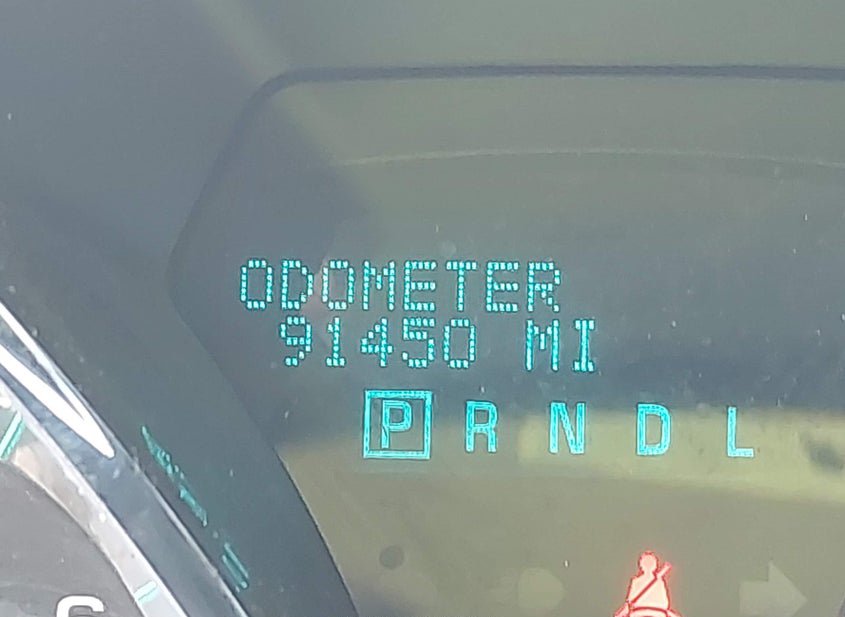 ODOMETER
91450 MI
P R N D L